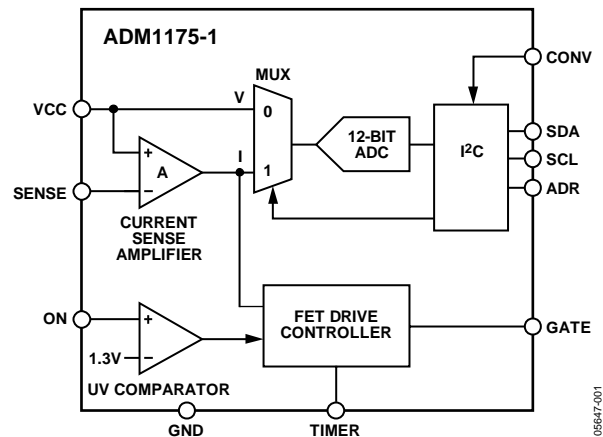 ADM1175-1
MUX
CONV
VCC
V
0
12-BIT
ADC
I²C
SDA
SCL
ADR
+
A
−
I
1
SENSE
CURRENT
SENSE
AMPLIFIER
ON
+
1.3V
−
UV COMPARATOR
FET DRIVE
CONTROLLER
GATE
GND
TIMER
05647-001